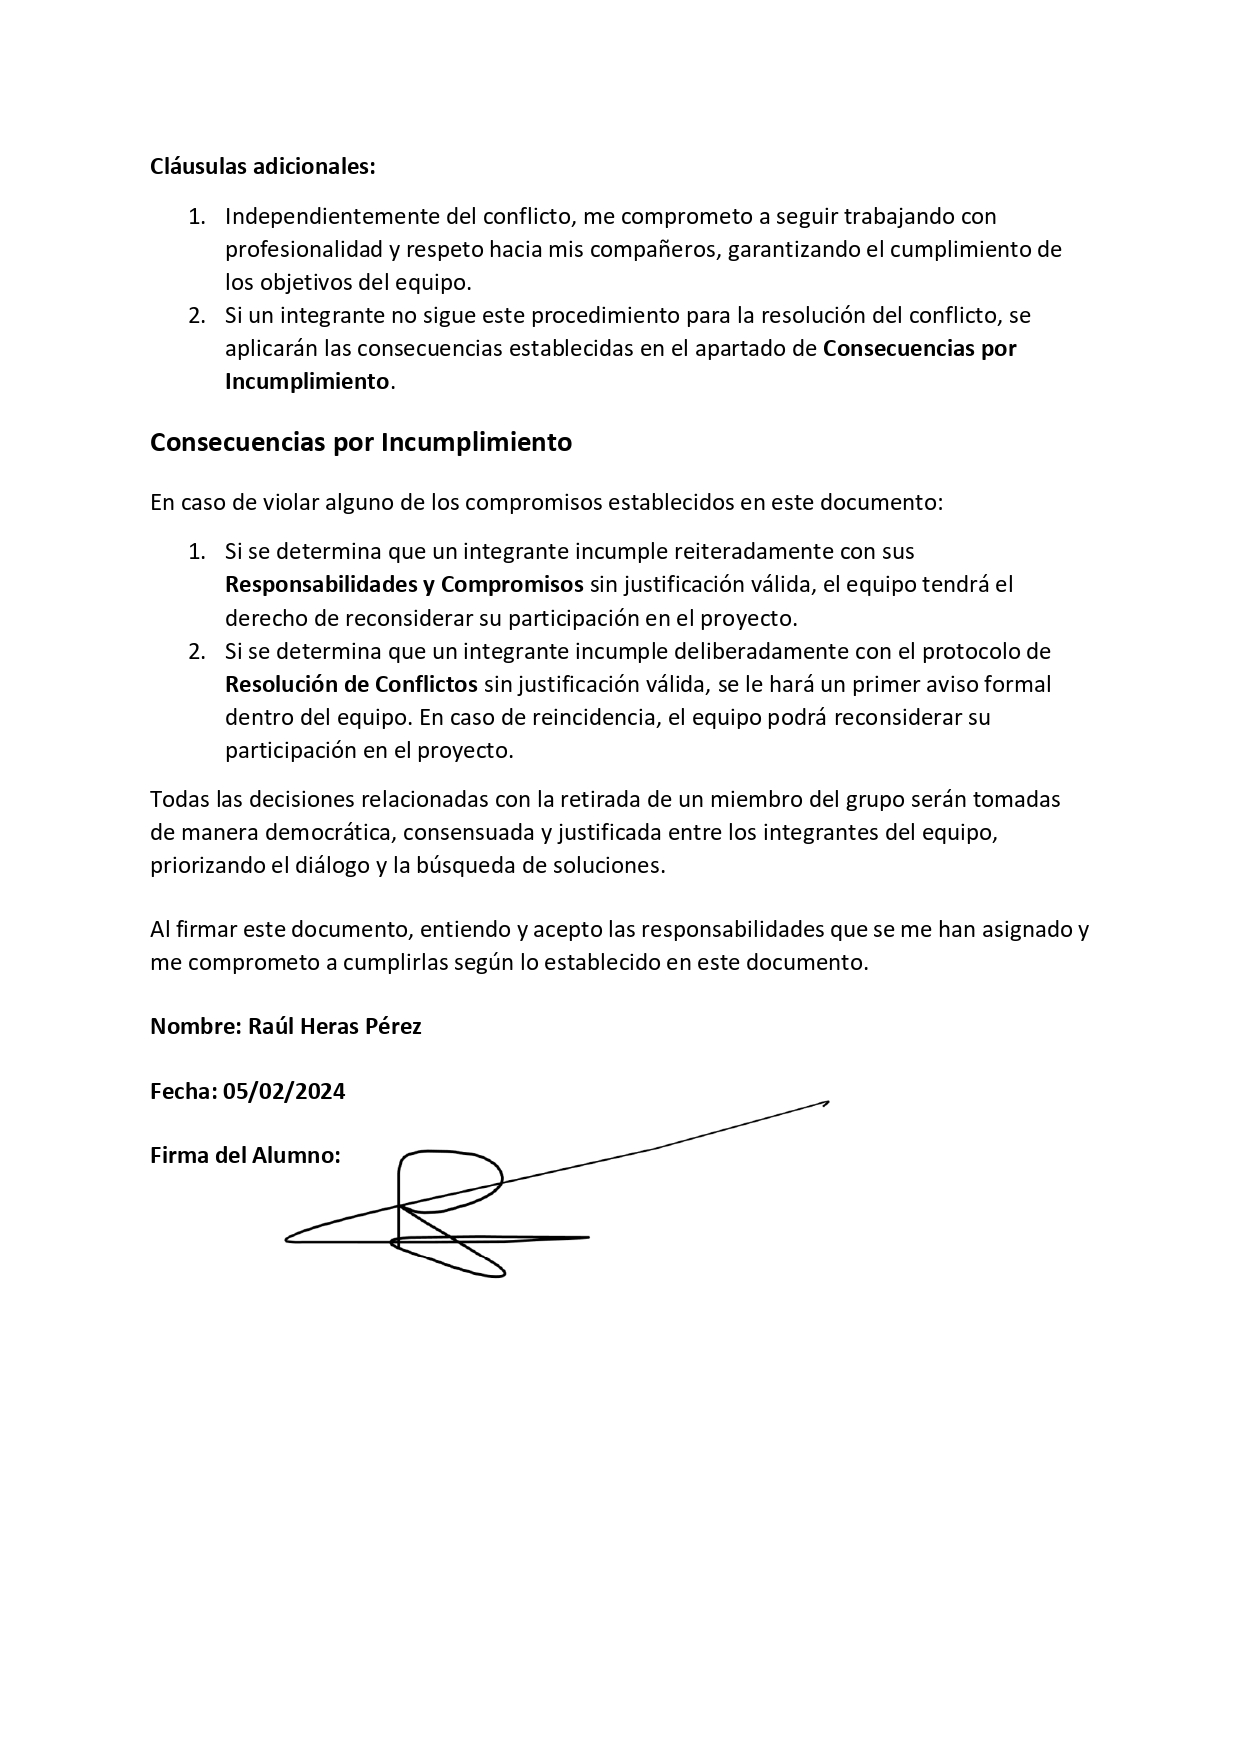 Cláusulas adicionales:
1. Independientemente del conflicto, me comprometo a seguir trabajando con
profesionalidad y respeto hacia mis compañeros, garantizando el cumplimiento de
los objetivos del equipo.
2. Si un integrante no sigue este procedimiento para la resolución del conflicto, se
aplicarán las consecuencias establecidas en el apartado de Consecuencias por
Incumplimiento.
Consecuencias por Incumplimiento
En caso de violar alguno de los compromisos establecidos en este documento:
1. Si se determina que un integrante incumple reiteradamente con sus
Responsabilidades y Compromisos sin justificación válida, el equipo tendrá el
derecho de reconsiderar su participación en el proyecto.
2. Si se determina que un integrante incumple deliberadamente con el protocolo de
Resolución de Conflictos sin justificación válida, se le hará un primer aviso formal
dentro del equipo. En caso de reincidencia, el equipo podrá reconsiderar su
participación en el proyecto.
Todas las decisiones relacionadas con la retirada de un miembro del grupo serán tomadas
de manera democrática, consensuada y justificada entre los integrantes del equipo,
priorizando el diálogo y la búsqueda de soluciones.
Al firmar este documento, entiendo y acepto las responsabilidades que se me han asignado y
me comprometo a cumplirlas según lo establecido en este documento.
Nombre: Raúl Heras Pérez
Fecha: 05/02/2024
Firma del Alumno: